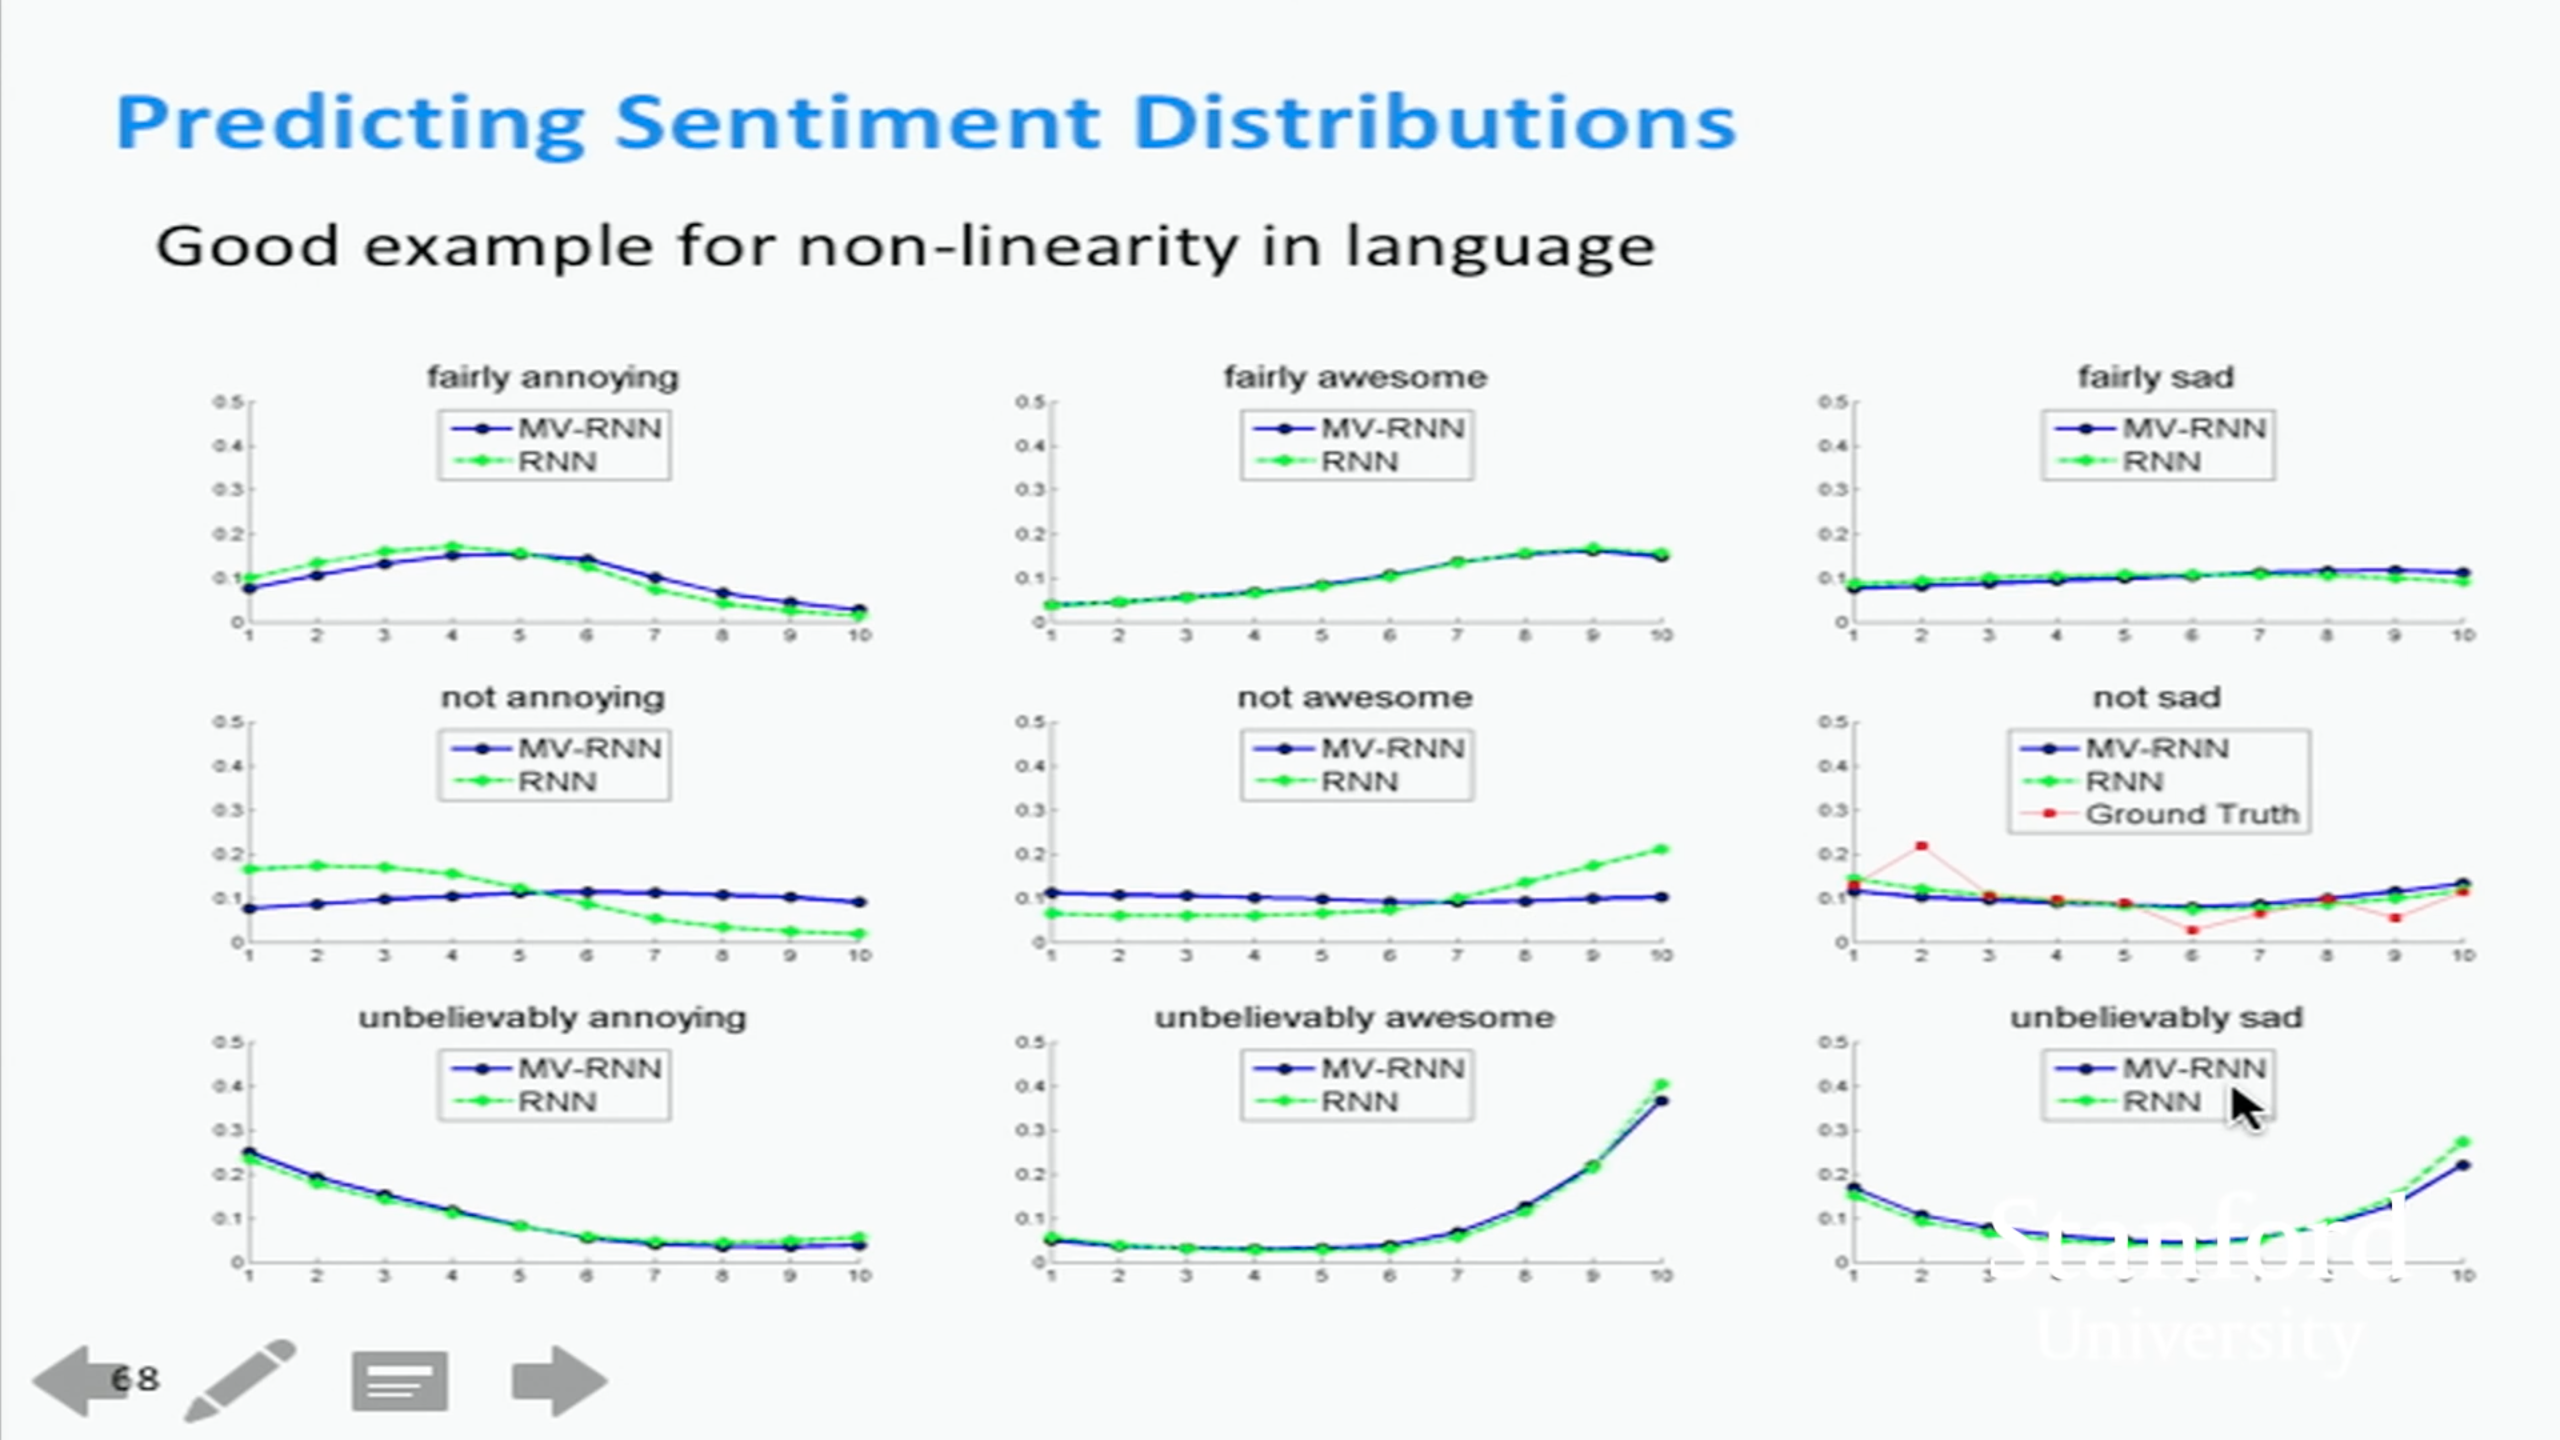 Predicting Sentiment Distributions
Good example for non-linearity in language
fairly annoying
0.5
0.4
0.3
0.2
0.1
0
1 2 3 4 5 6 7 8 9 10
MV-RNN
RNN
fairly awesome
0.5
0.4
0.3
0.2
0.1
0
1 2 3 4 5 6 7 8 9 10
MV-RNN
RNN
fairly sad
0.5
0.4
0.3
0.2
0.1
0
1 2 3 4 5 6 7 8 9 10
MV-RNN
RNN
not annoying
0.5
0.4
0.3
0.2
0.1
0
1 2 3 4 5 6 7 8 9 10
MV-RNN
RNN
not awesome
0.5
0.4
0.3
0.2
0.1
0
1 2 3 4 5 6 7 8 9 10
MV-RNN
RNN
not sad
0.5
0.4
0.3
0.2
0.1
0
1 2 3 4 5 6 7 8 9 10
MV-RNN
RNN
Ground Truth
unbelievably annoying
0.5
0.4
0.3
0.2
0.1
0
1 2 3 4 5 6 7 8 9 10
MV-RNN
RNN
unbelievably awesome
0.5
0.4
0.3
0.2
0.1
0
1 2 3 4 5 6 7 8 9 10
MV-RNN
RNN
unbelievably sad
0.5
0.4
0.3
0.2
0.1
0
1 2 3 4 5 6 7 8 9 10
MV-RNN
RNN
Stanford
University
68